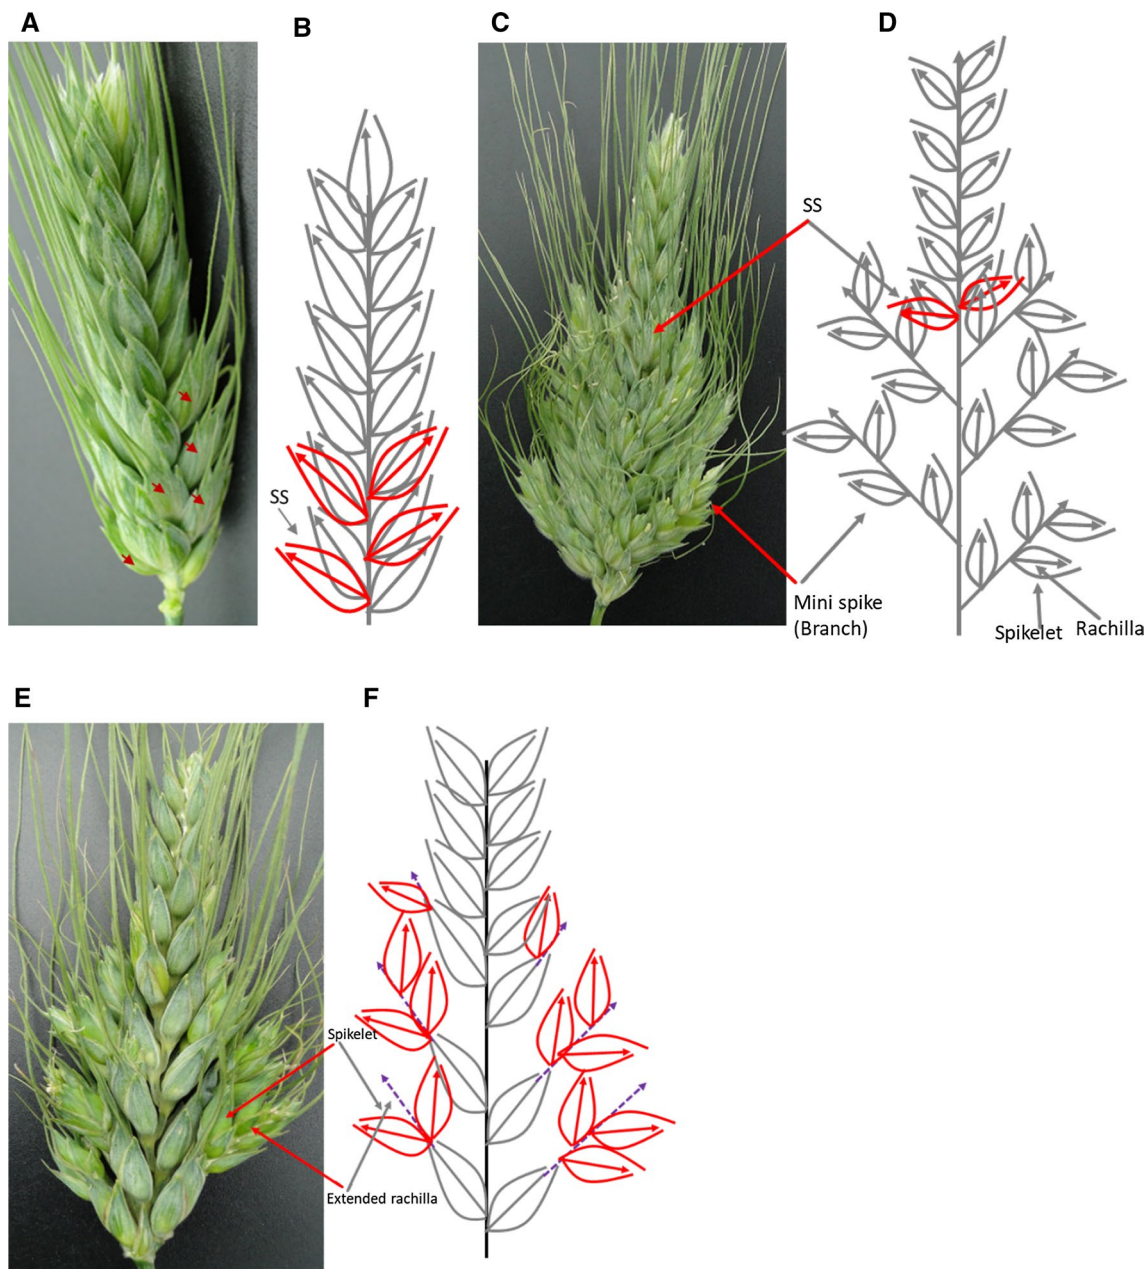 A
B
C
D
SS
SS
Mini spike
(Branch)
Spikelet
Rachilla
E
F
Spikelet
Extended rachilla